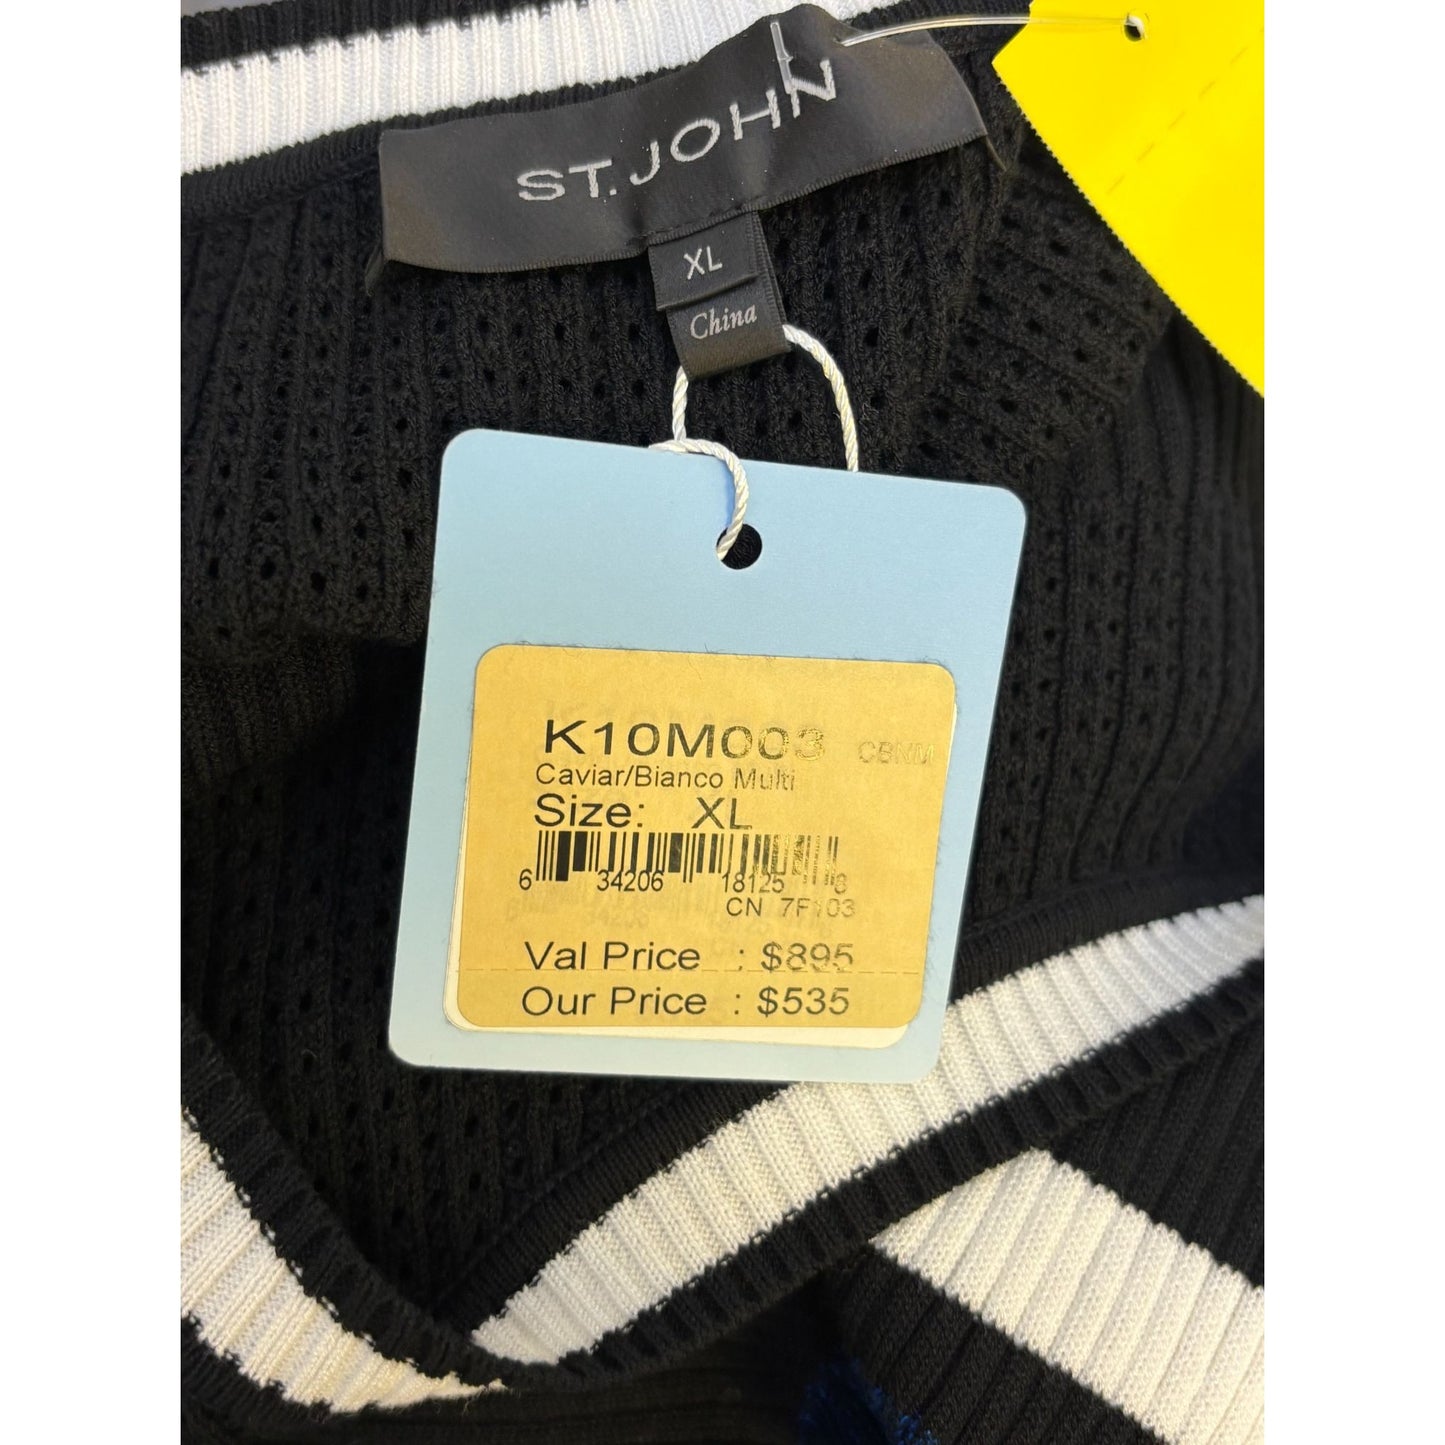 ST. JOHN
XL
China
K10M003 CBNM
Caviar/Bianco Multi
Size: XL
6 34206 18125 8
CN 7F103
Val Price : $895
Our Price : $535